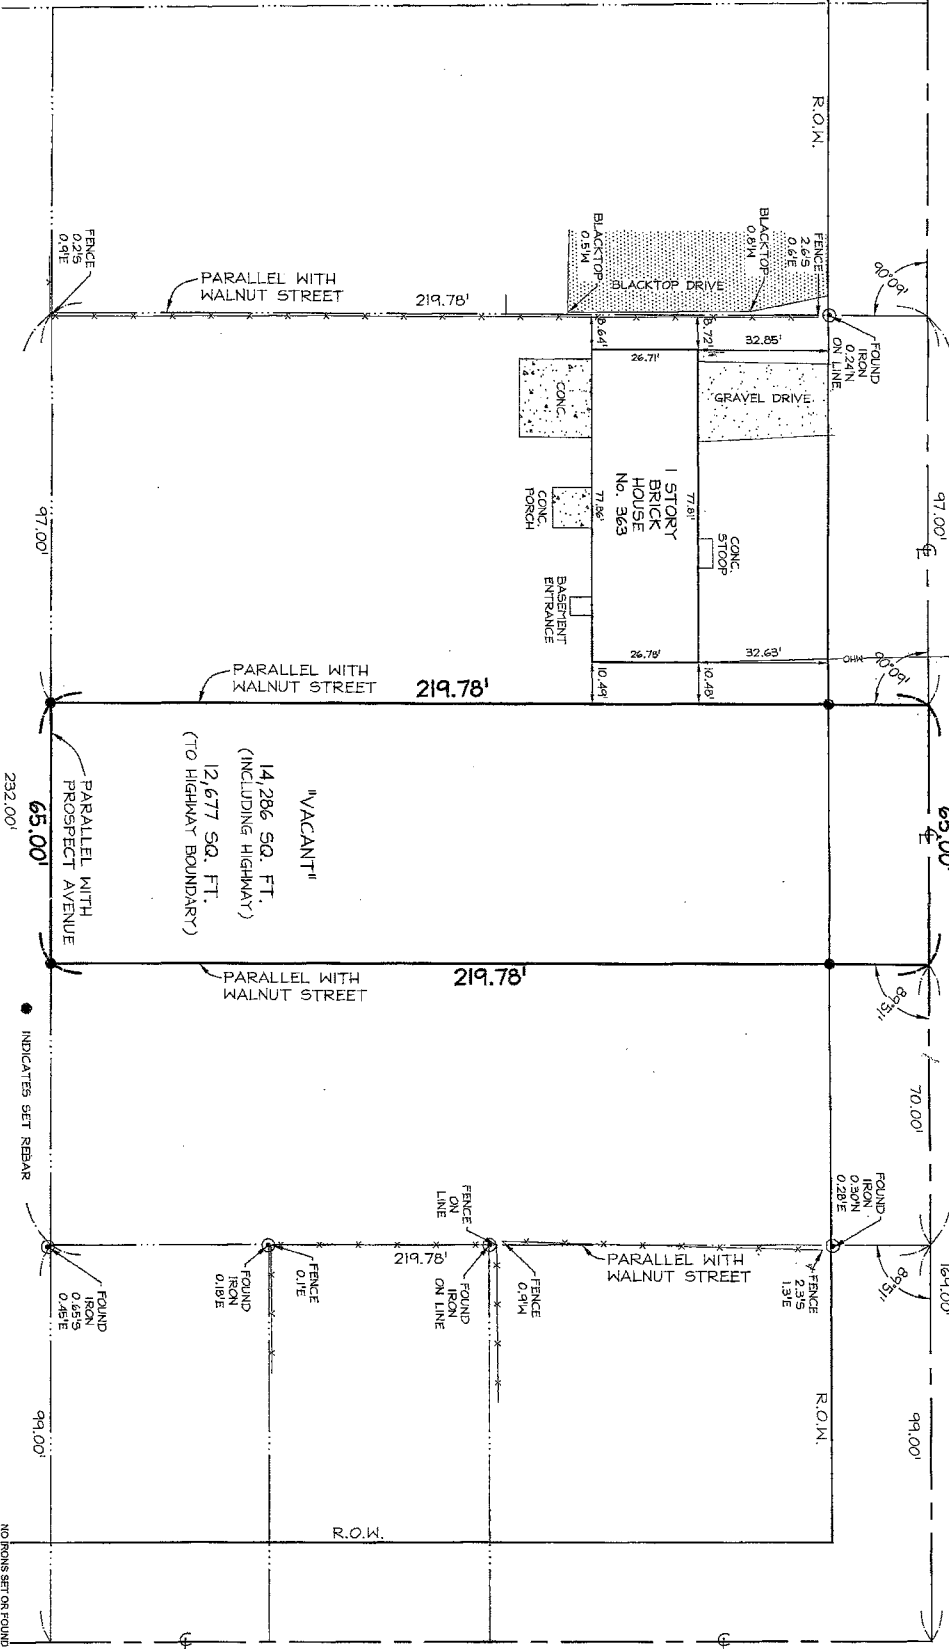 R.O.W.
FENCE
2.6'S
0.6'E
BLACKTOP
0.8'W
BLACKTOP
0.5'W
BLACKTOP DRIVE
90°09'
FENCE
0.2'S
0.9'E
PARALLEL WITH
WALNUT STREET
219.78'
FOUND
IRON
0.24'N
ON LINE
8.64'
8.72'
32.85'
26.71'
CONC.
GRAVEL DRIVE
1 STORY
BRICK
HOUSE
No. 363
77.81'
77.86'
CONC.
PORCH
CONC.
STOOP
BASEMENT
ENTRANCE
97.00'
97.00'
℄
26.78'
32.63'
OHW
90°09'
10.49'
10.48'
PARALLEL WITH
WALNUT STREET
219.78'
"VACANT"
14,286 SQ. FT.
(INCLUDING HIGHWAY)
12,677 SQ. FT.
(TO HIGHWAY BOUNDARY)
PARALLEL WITH
PROSPECT AVENUE
65.00'
232.00'
65.00'
℄
PARALLEL WITH
WALNUT STREET
219.78'
89°51'
INDICATES SET REBAR
70.00'
FOUND
IRON
0.30'N
0.28'E
FENCE
ON
LINE
219.78'
PARALLEL WITH
WALNUT STREET
89°51'
169.00'
FOUND
IRON
0.65'S
0.45'E
FENCE
0.1'E
FOUND
IRON
0.18'E
FENCE
0.9'W
FOUND
IRON
ON LINE
FENCE
2.3'S
1.3'E
R.O.W.
99.00'
99.00'
R.O.W.
℄
℄
NO IRONS SET OR FOUND